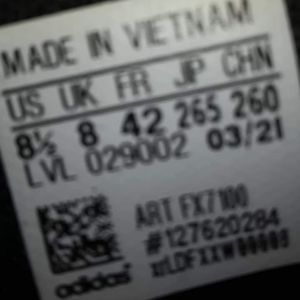 MADE IN VIETNAM
US UK FR JP CHN
8½ 8 42 265 260
LVL 029002 03/21
ART FX7100
#127620284
adidas